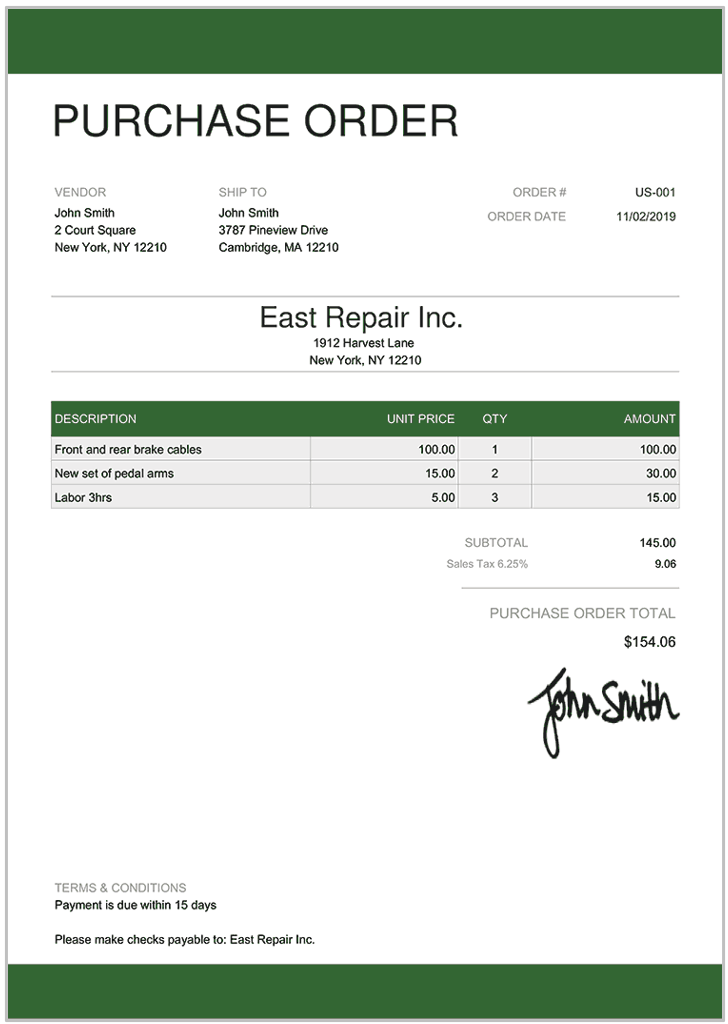 PURCHASE ORDER
VENDOR
John Smith
2 Court Square
New York, NY 12210
SHIP TO
John Smith
3787 Pineview Drive
Cambridge, MA 12210
ORDER # US-001
ORDER DATE 11/02/2019
East Repair Inc.
1912 Harvest Lane
New York, NY 12210
DESCRIPTION UNIT PRICE QTY AMOUNT
Front and rear brake cables 100.00 1 100.00
New set of pedal arms 15.00 2 30.00
Labor 3hrs 5.00 3 15.00
SUBTOTAL 145.00
Sales Tax 6.25% 9.06
PURCHASE ORDER TOTAL
$154.06
John Smith
TERMS & CONDITIONS
Payment is due within 15 days
Please make checks payable to: East Repair Inc.